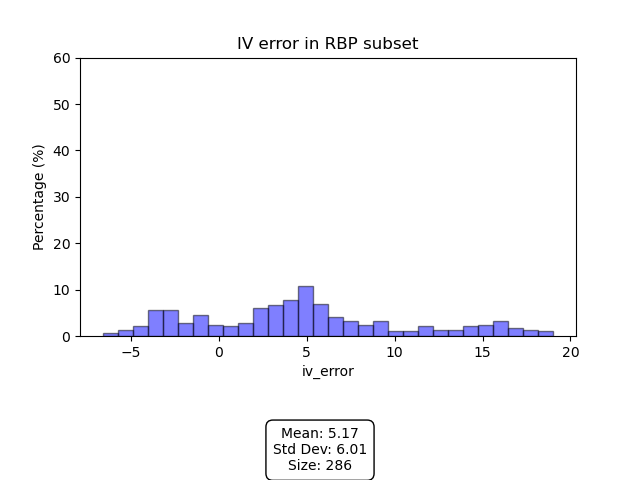 IV error in RBP subset
60
50
40
30
20
10
0
Percentage (%)
−5
0
5
10
15
20
iv_error
Mean: 5.17
Std Dev: 6.01
Size: 286